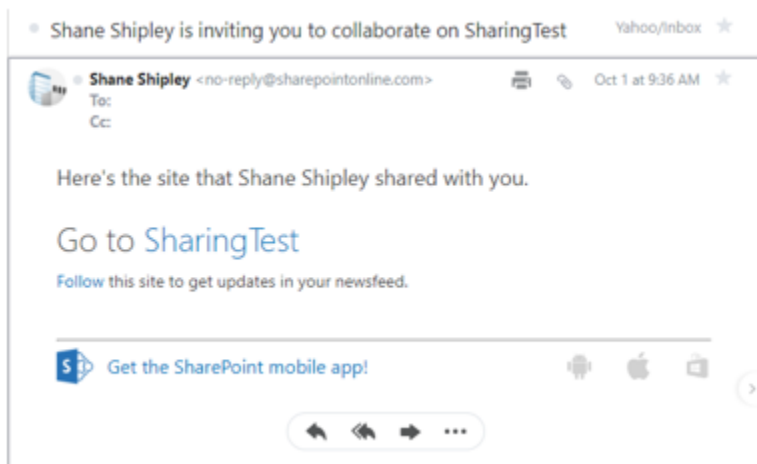 Shane Shipley is inviting you to collaborate on SharingTest Yahoo/Inbox
Shane Shipley <no-reply@sharepointonline.com> Oct 1 at 9:36 AM
To:
Cc:
Here's the site that Shane Shipley shared with you.
Go to SharingTest
Follow this site to get updates in your newsfeed.
S Get the SharePoint mobile app!